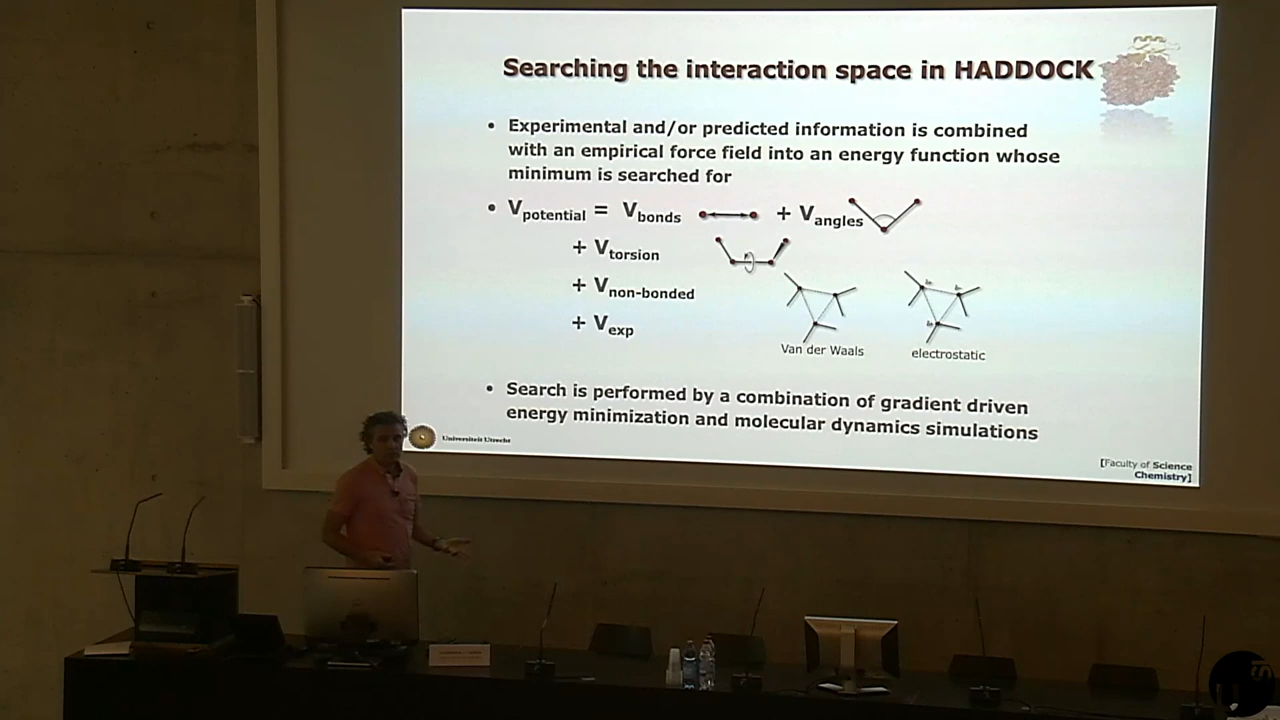 Searching the interaction space in HADDOCK
• Experimental and/or predicted information is combined
with an empirical force field into an energy function whose
minimum is searched for
• Vpotential = Vbonds + Vangles
+ Vtorsion
+ Vnon-bonded
+ Vexp
Van der Waals electrostatic
• Search is performed by a combination of gradient driven
energy minimization and molecular dynamics simulations
Universiteit Utrecht
[Faculty of Science
Chemistry]